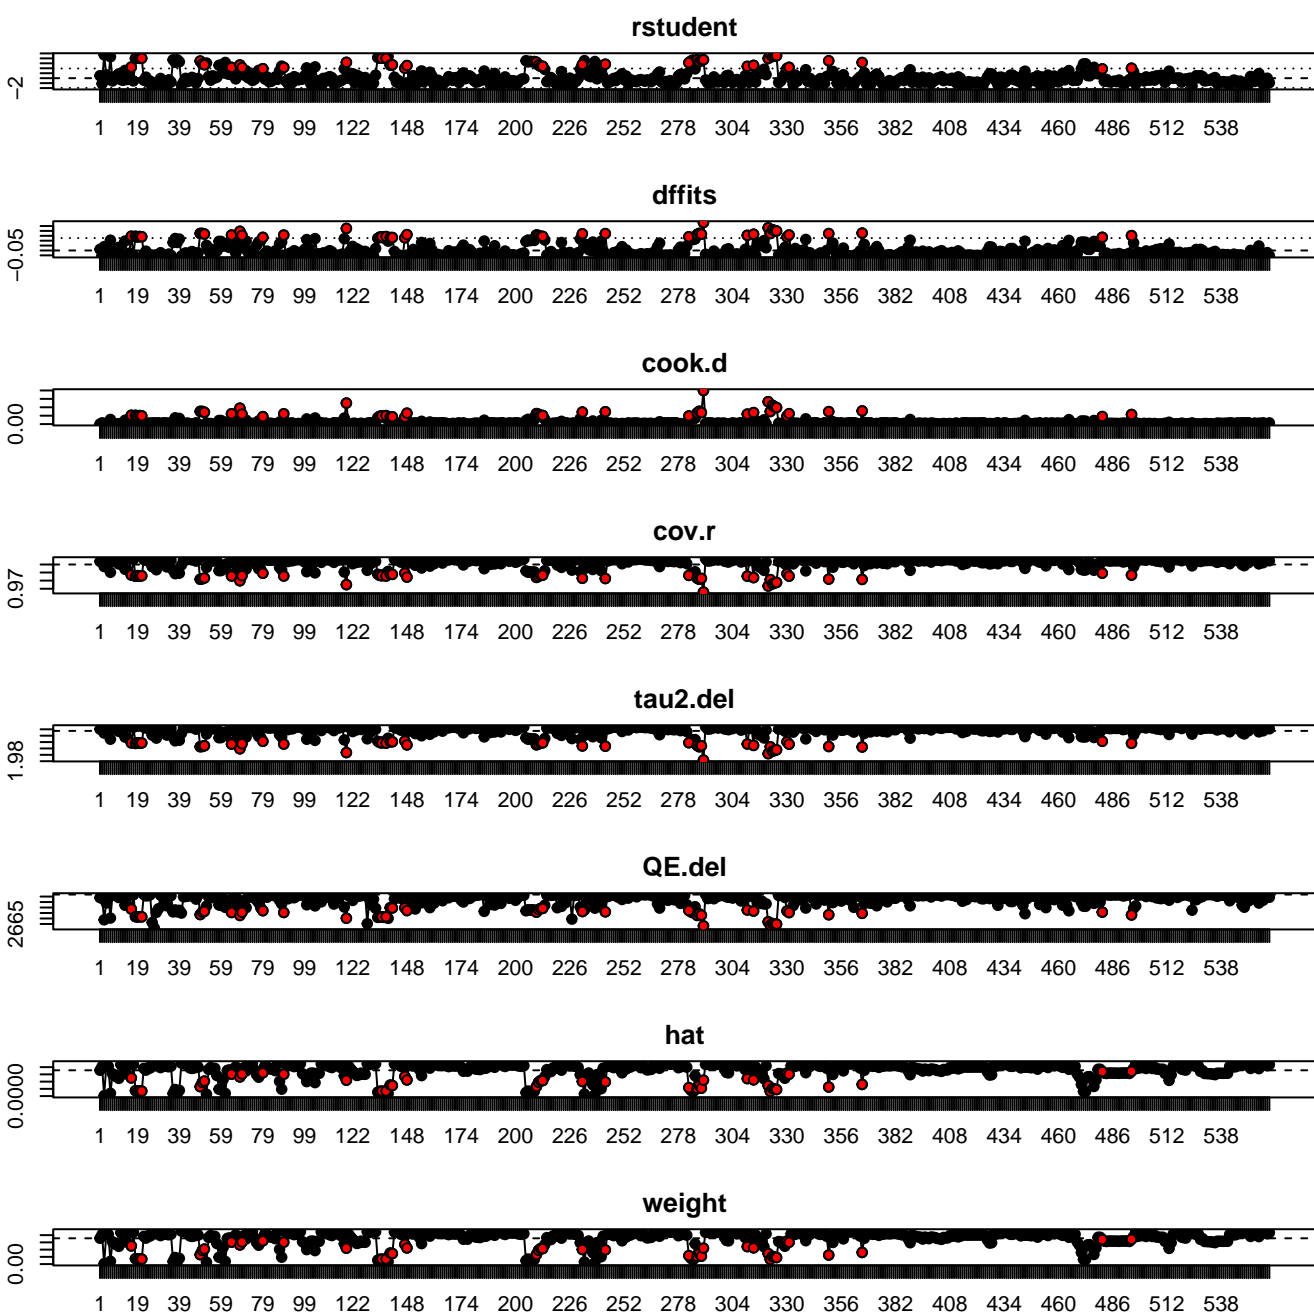 rstudent
−2
1 19 39 59 79 99 122 148 174 200 226 252 278 304 330 356 382 408 434 460 486 512 538
dffits
−0.05
1 19 39 59 79 99 122 148 174 200 226 252 278 304 330 356 382 408 434 460 486 512 538
cook.d
0.00
1 19 39 59 79 99 122 148 174 200 226 252 278 304 330 356 382 408 434 460 486 512 538
cov.r
0.97
1 19 39 59 79 99 122 148 174 200 226 252 278 304 330 356 382 408 434 460 486 512 538
tau2.del
1.98
1 19 39 59 79 99 122 148 174 200 226 252 278 304 330 356 382 408 434 460 486 512 538
QE.del
2665
1 19 39 59 79 99 122 148 174 200 226 252 278 304 330 356 382 408 434 460 486 512 538
hat
0.0000
1 19 39 59 79 99 122 148 174 200 226 252 278 304 330 356 382 408 434 460 486 512 538
weight
0.00
1 19 39 59 79 99 122 148 174 200 226 252 278 304 330 356 382 408 434 460 486 512 538